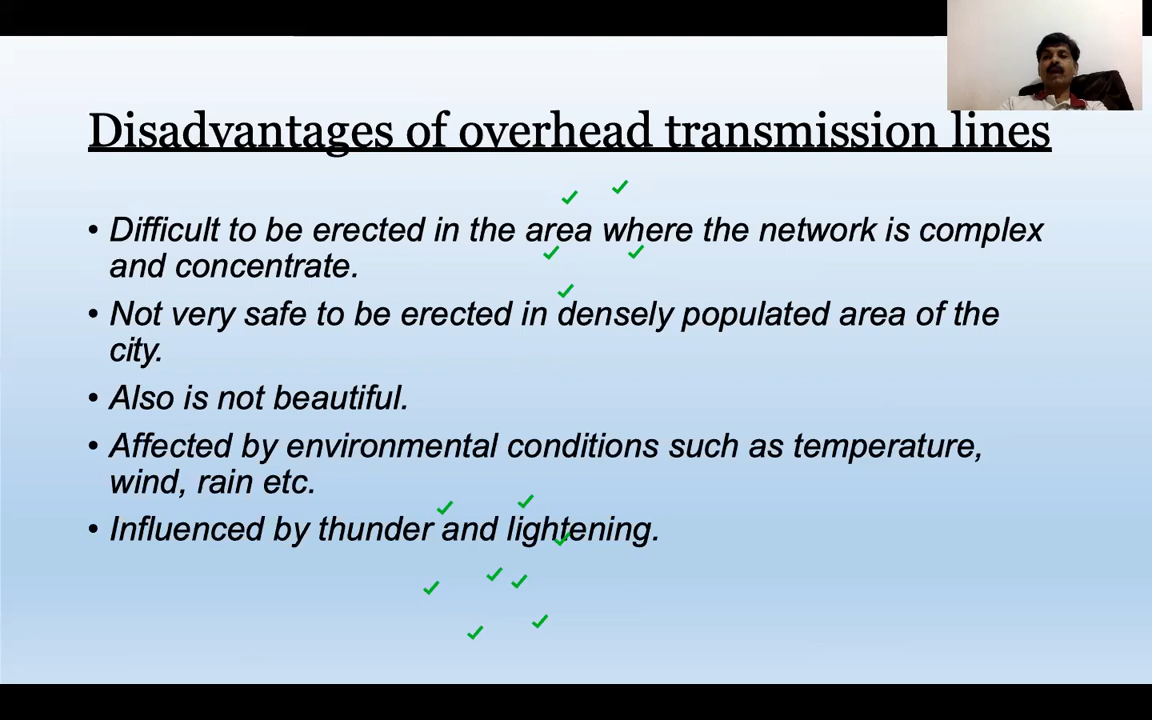 Disadvantages of overhead transmission lines
• Difficult to be erected in the area where the network is complex
and concentrate.
• Not very safe to be erected in densely populated area of the
city.
• Also is not beautiful.
• Affected by environmental conditions such as temperature,
wind, rain etc.
• Influenced by thunder and lightening.